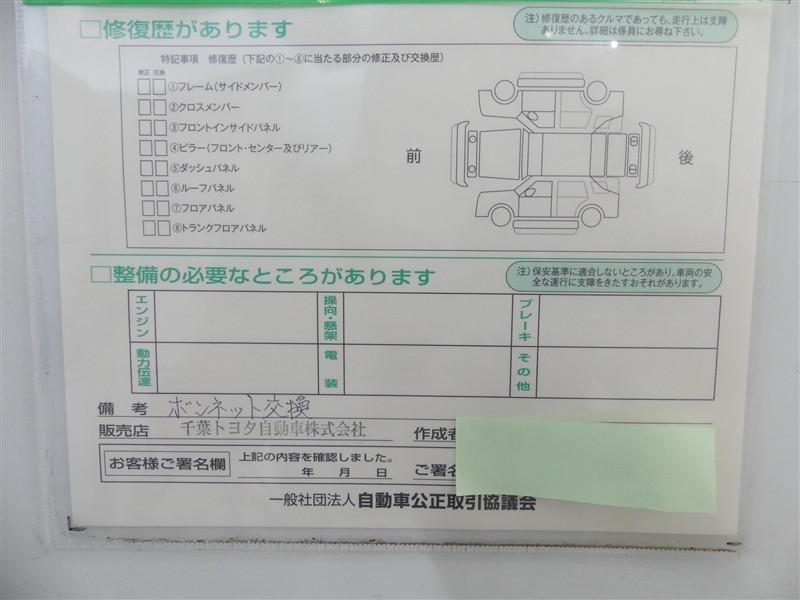 □修復歴があります
注）修復歴のあるクルマであっても、走行上は支障
ありません。詳細は係員にお尋ね下さい。
特記事項 修復歴（下記の①～⑧に当たる部分の修正及び交換歴）
修正 交換
①フレーム（サイドメンバー）
②クロスメンバー
③フロントインサイドパネル
④ピラー（フロント・センター及びリアー）
⑤ダッシュパネル
⑥ルーフパネル
⑦フロアパネル
⑧トランクフロアパネル
前
後
□整備の必要なところがあります
注）保安基準に適合しないところがあり、車両の安
全な運行に支障をきたすおそれがあります。
エンジン
操向・懸架
ブレーキ
動力伝達
電装
その他
備考 ボンネット交換
販売店 千葉トヨタ自動車株式会社 作成者
お客様ご署名欄
上記の内容を確認しました。
年 月 日 ご署
一般社団法人 自動車公正取引協議会